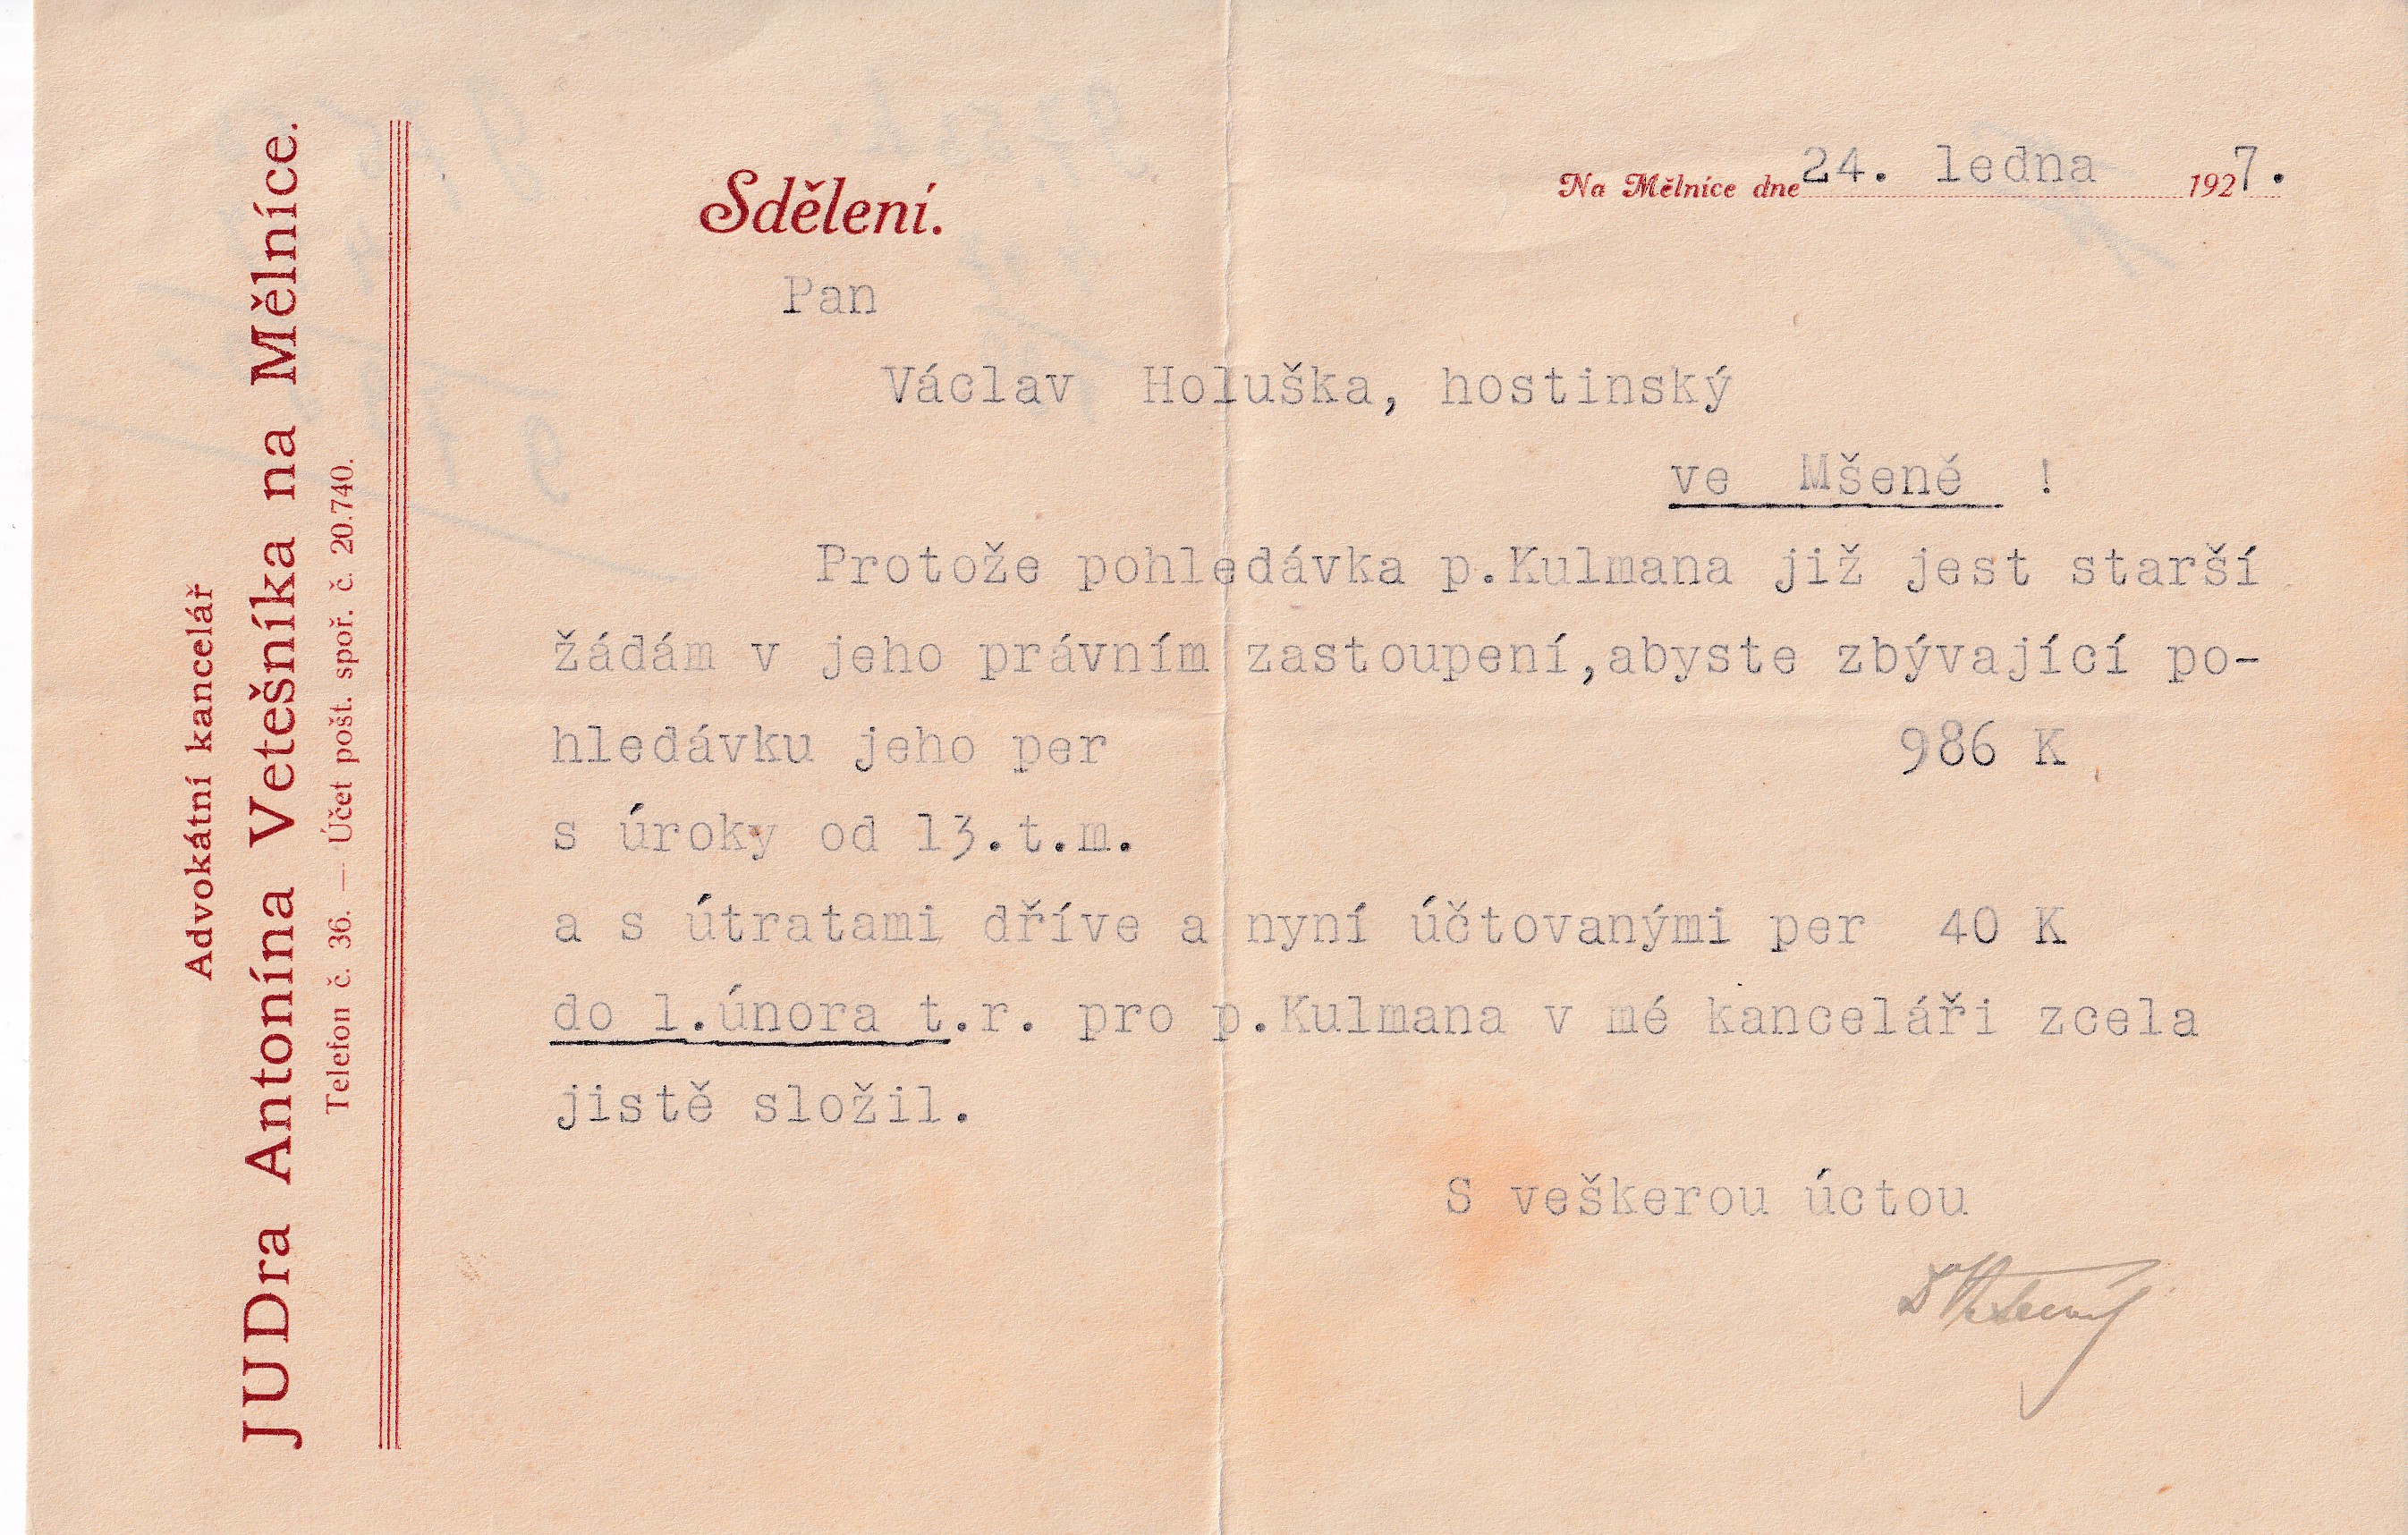 Advokátní kancelář
JUDra Antonína Vetešníka na Mělníce.
Telefon č. 36. — Účet pošt. spoř. č. 20.740.
Sdělení.
Na Mělníce dne 24. ledna 1927.
Pan
Václav Holuška, hostinský
ve Mšeně !
Protože pohledávka p.Kulmana již jest starší
žádám v jeho právním zastoupení,abyste zbývající po-
hledávku jeho per 986 K
s úroky od 13.t.m.
a s útratami dříve a nyní účtovanými per 40 K
do 1.února t.r. pro p.Kulmana v mé kanceláři zcela
jistě složil.
S veškerou úctou